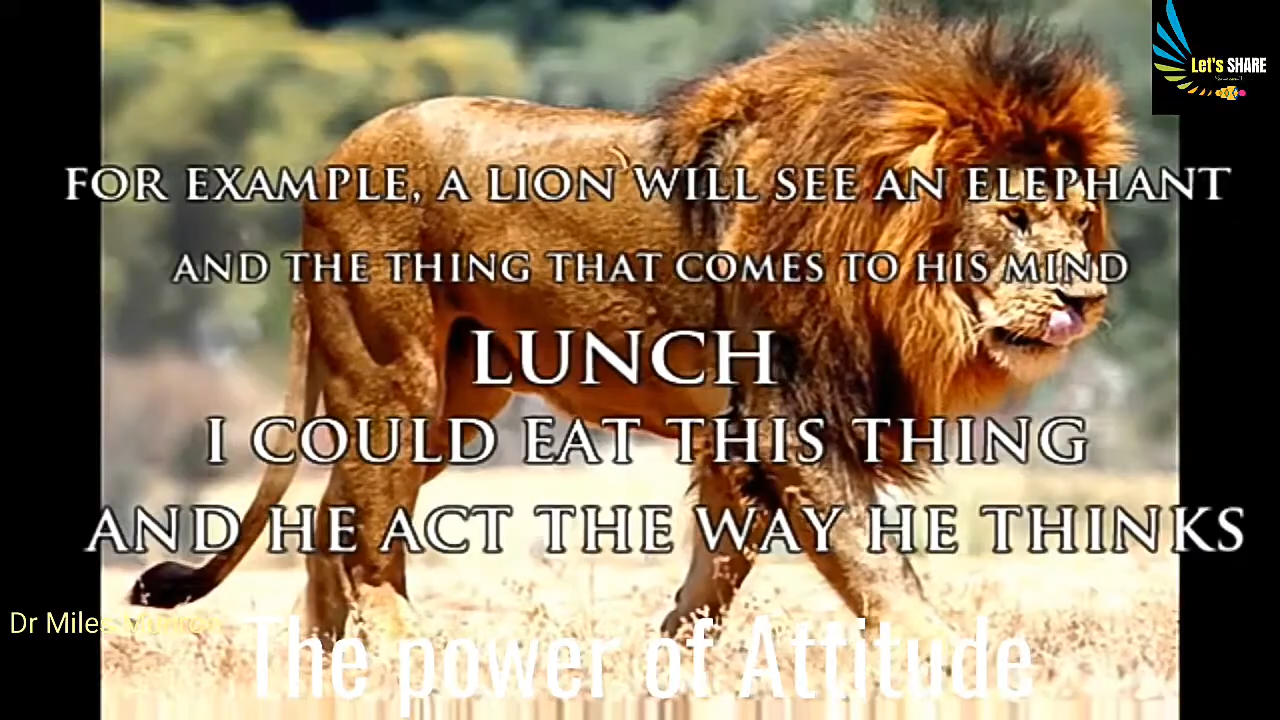 Let's SHARE
FOR EXAMPLE, A LION WILL SEE AN ELEPHANT
AND THE THING THAT COMES TO HIS MIND
LUNCH
I COULD EAT THIS THING
AND HE ACT THE WAY HE THINKS
Dr Miles
The power of Attitude